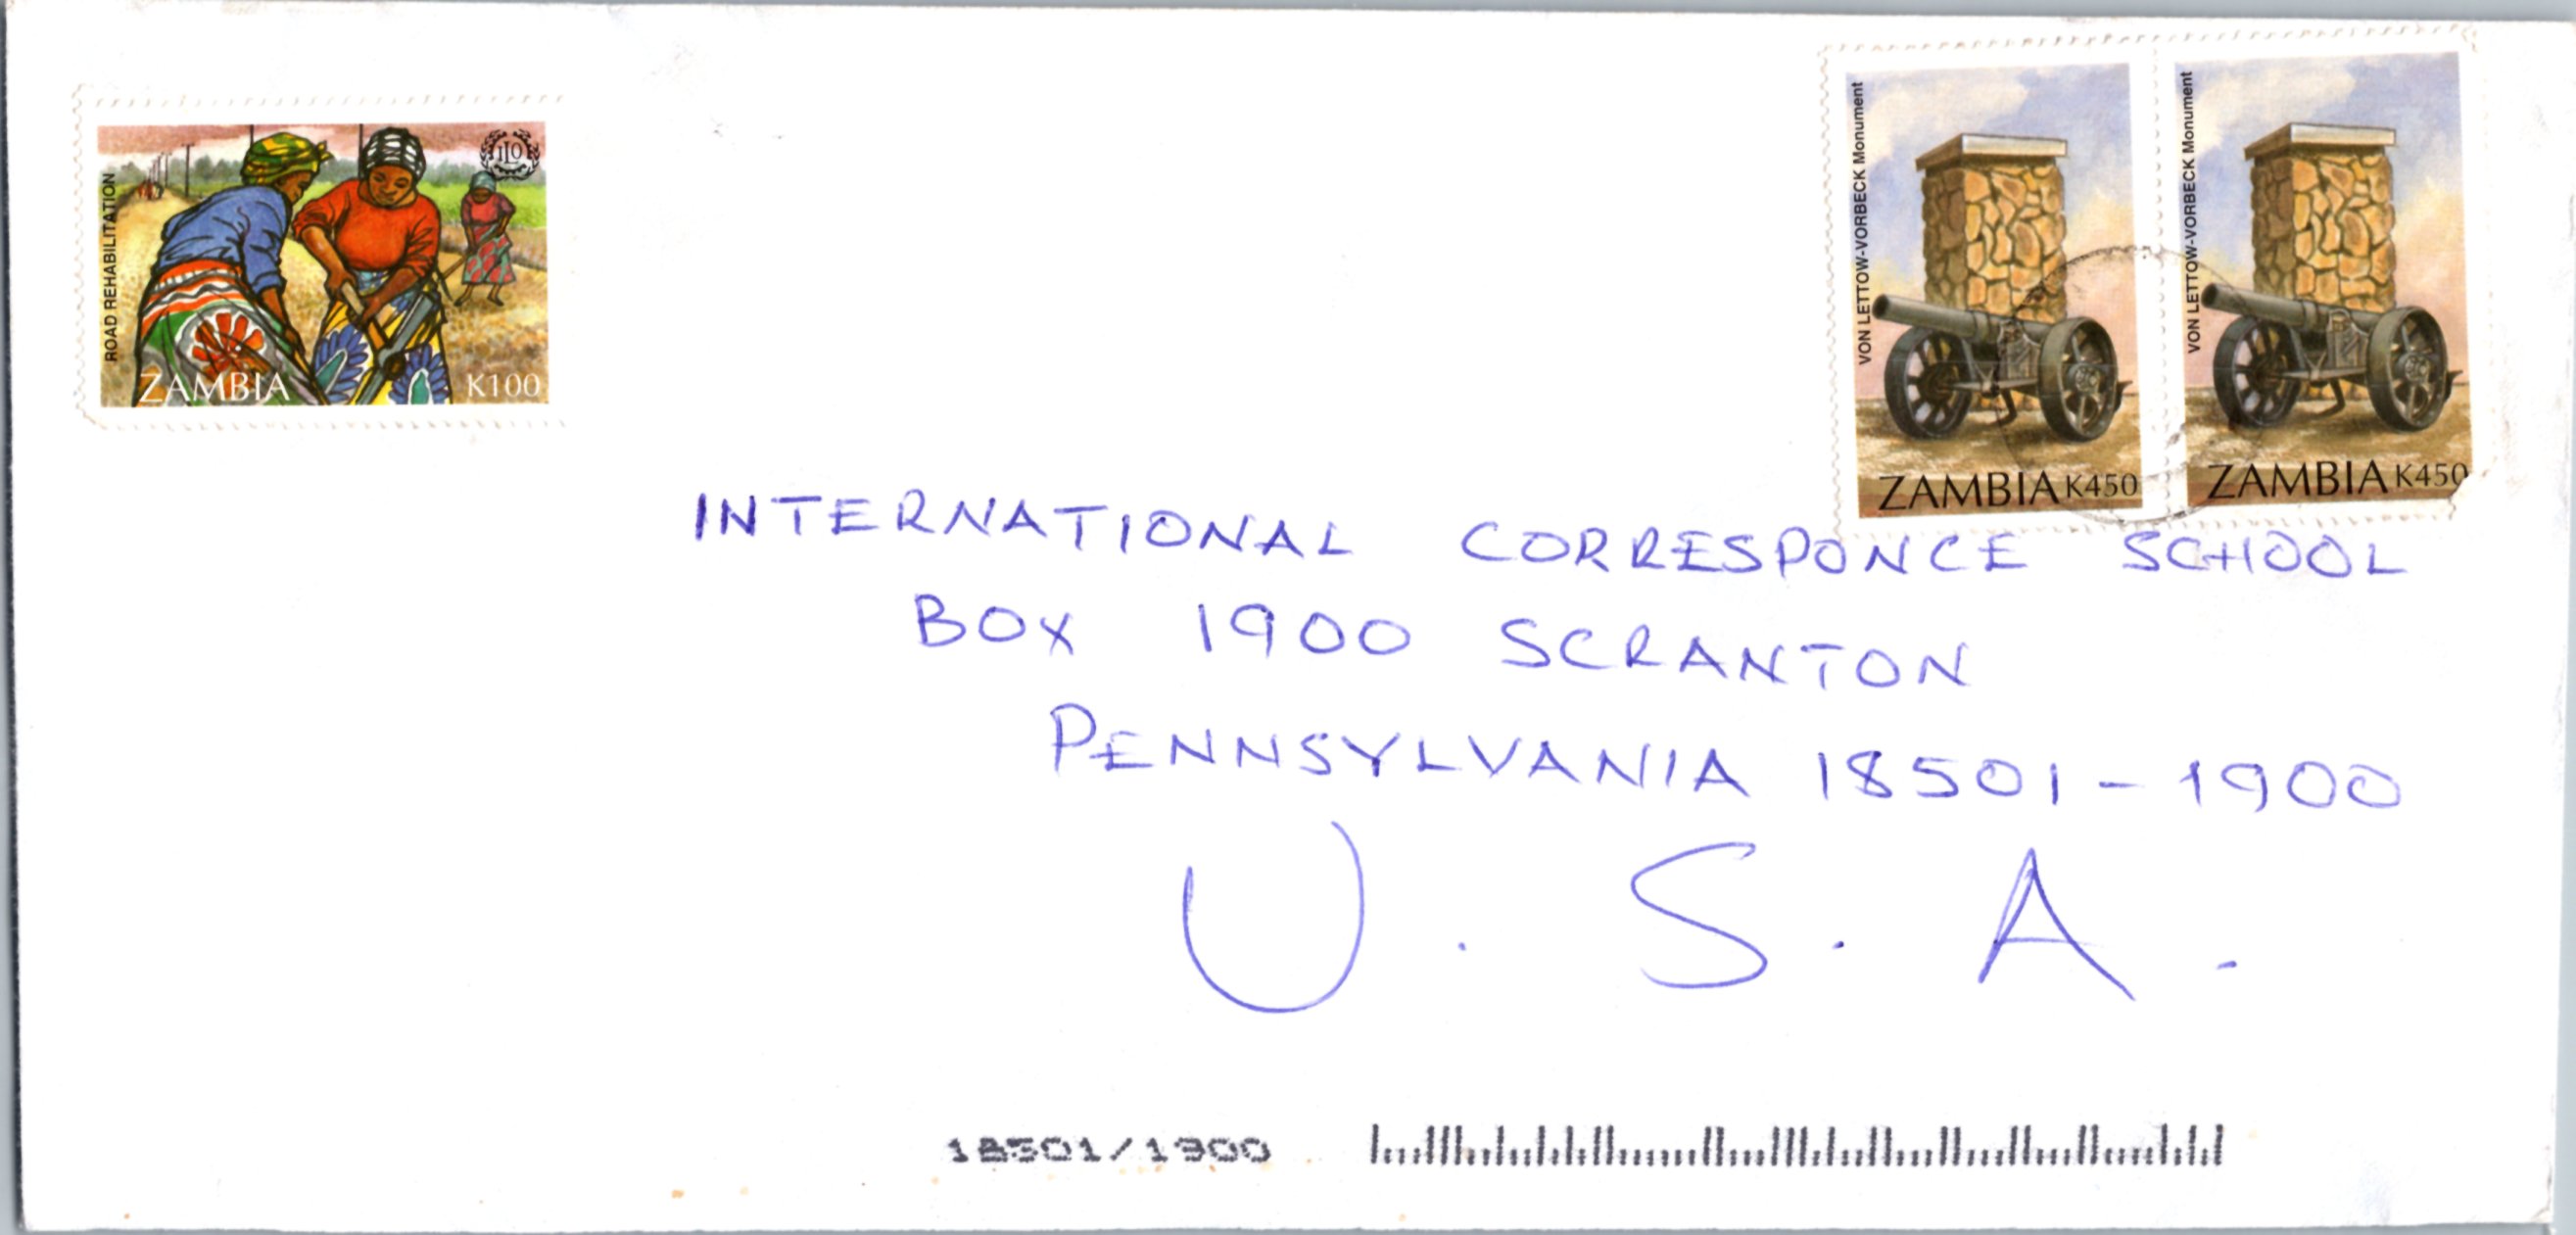 ROAD REHABILITATION
ILO
ZAMBIA K100
VON LETTOW-VORBECK Monument
ZAMBIA K450
VON LETTOW-VORBECK Monument
ZAMBIA K450
INTERNATIONAL CORRESPONCE SCHOOL
BOX 1900 SCRANTON
PENNSYLVANIA 18501-1900
U.S.A.
18501/1900